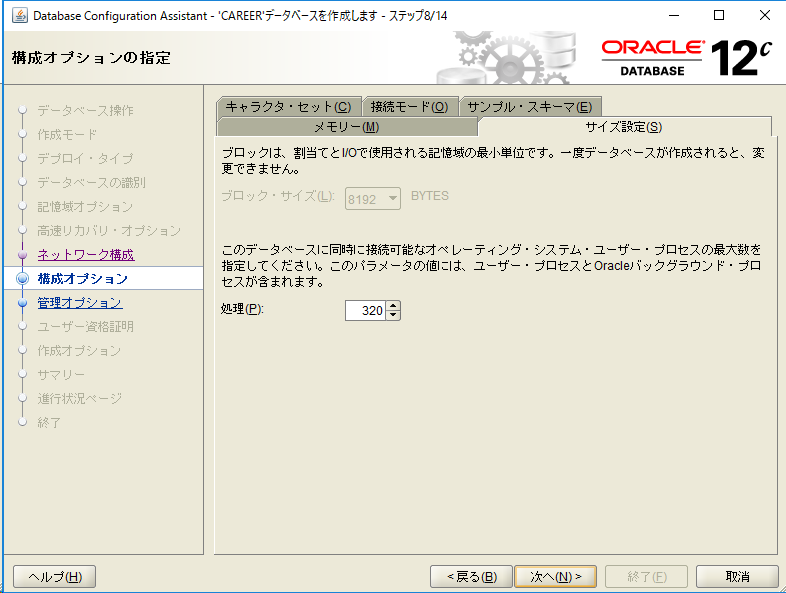 Database Configuration Assistant - 'CAREER'データベースを作成します - ステップ8/14
構成オプションの指定
ORACLE
DATABASE
12c
データベース操作
作成モード
デプロイ・タイプ
データベースの識別
記憶域オプション
高速リカバリ・オプション
ネットワーク構成
構成オプション
管理オプション
ユーザー資格証明
作成オプション
サマリー
進行状況ページ
終了
キャラクタ・セット(C) 接続モード(O) サンプル・スキーマ(E)
メモリー(M) サイズ設定(S)
ブロックは、割当てとI/Oで使用される記憶域の最小単位です。一度データベースが作成されると、変
更できません。
ブロック・サイズ(L): 8192 BYTES
このデータベースに同時に接続可能なオペレーティング・システム・ユーザー・プロセスの最大数を
指定してください。このパラメータの値には、ユーザー・プロセスとOracleバックグラウンド・プロ
セスが含まれます。
処理(P): 320
ヘルプ(H) <戻る(B) 次へ(N)> 終了(F) 取消